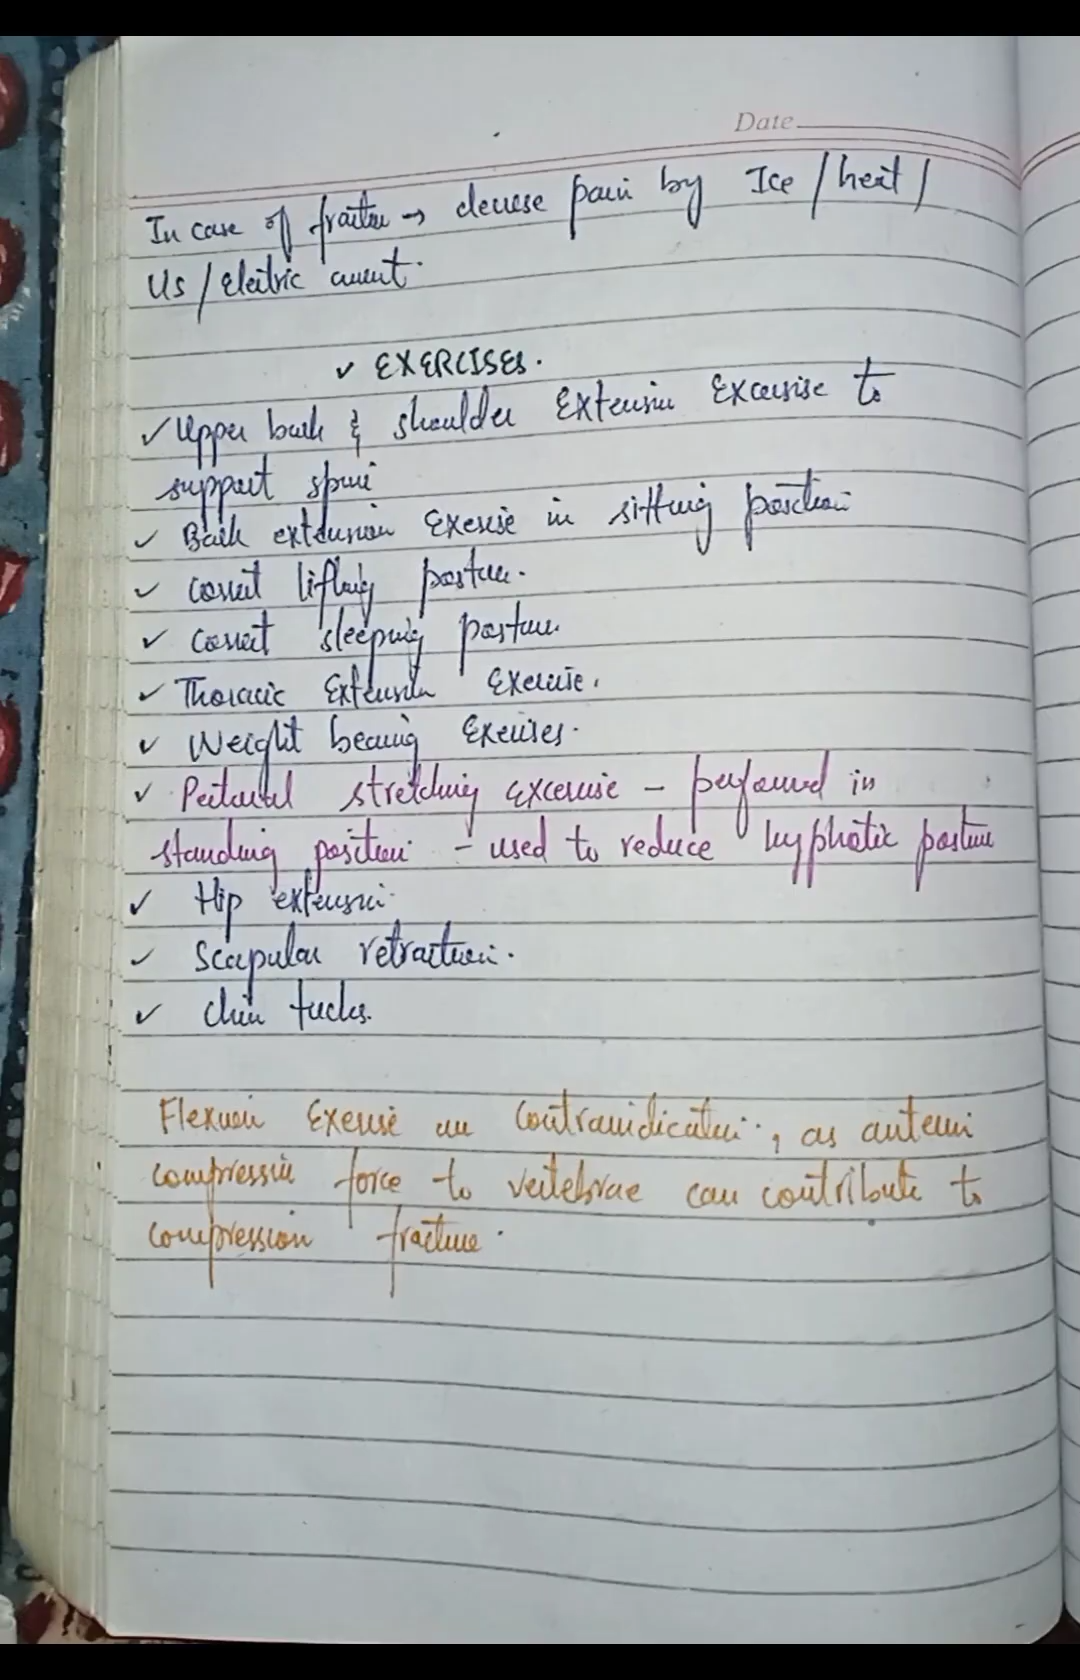 Date
In case of fracture → decrese pain by Ice / heat /
Us / Electric current.
✓ EXERCISES.
✓ Upper back & shoulder Extension Excersise to
support spine
✓ Back extension Exercise in sitting position
✓ correct lifting posture.
✓ correct sleeping posture.
✓ Thoracic Extension Exercise.
✓ Weight bearing Exercises.
✓ Pectoral stretching excercise - performed in
standing position - used to reduce kyphotic posture
✓ Hip extension.
✓ Scapular retraction.
✓ Chin tucks.
Flexion Exercise are Contraindication, as anterior
compression force to vertebrae can contribute to
compression fracture.